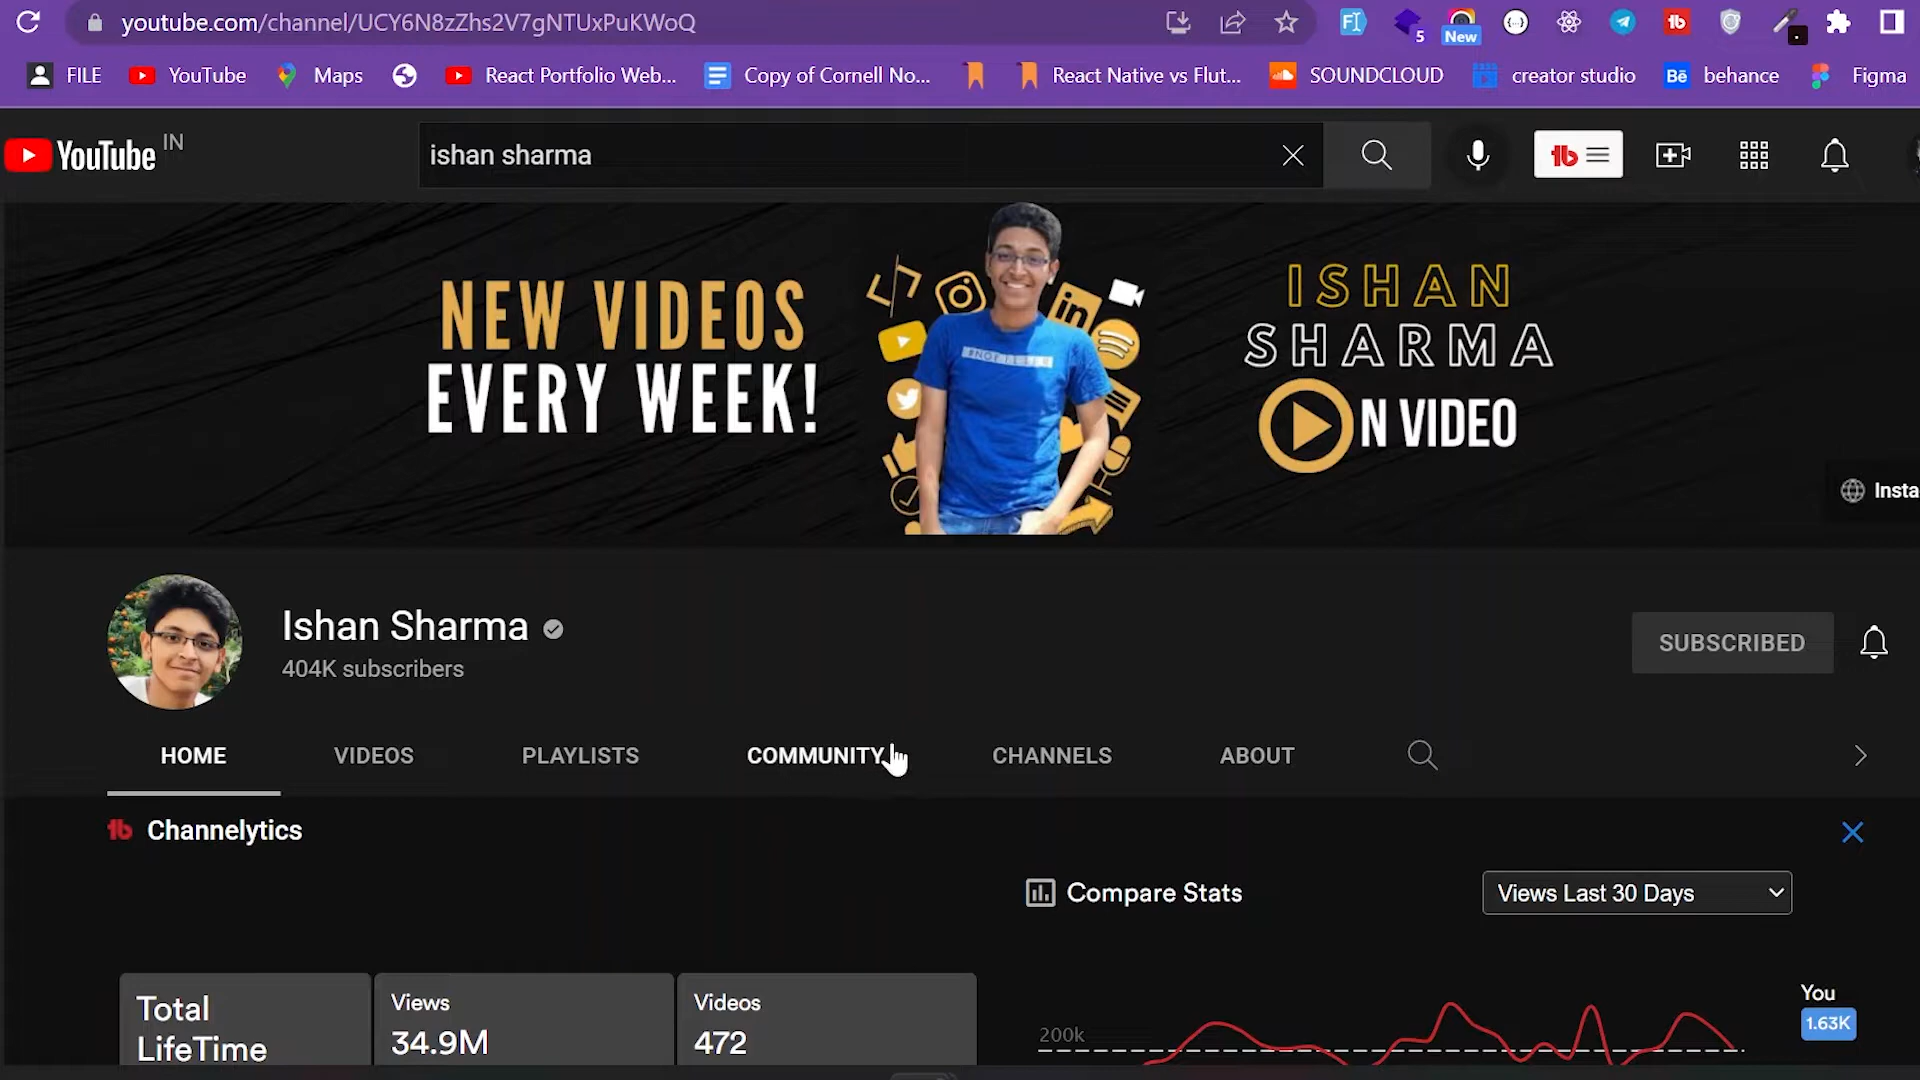 youtube.com/channel/UCY6N8zZhs2V7gNTUxPuKWoQ
5
New
FILE YouTube Maps React Portfolio Web... Copy of Cornell No... React Native vs Flut... SOUNDCLOUD creator studio Bē behance Figma
YouTube IN
ishan sharma
NEW VIDEOS
EVERY WEEK!
in
ISHAN
SHARMA
N VIDEO
Insta
Ishan Sharma
404K subscribers
SUBSCRIBED
HOME VIDEOS PLAYLISTS COMMUNITY CHANNELS ABOUT
Channelytics
Compare Stats
Views Last 30 Days
Total
LifeTime
Views
34.9M
Videos
472
200k
You
1.63K